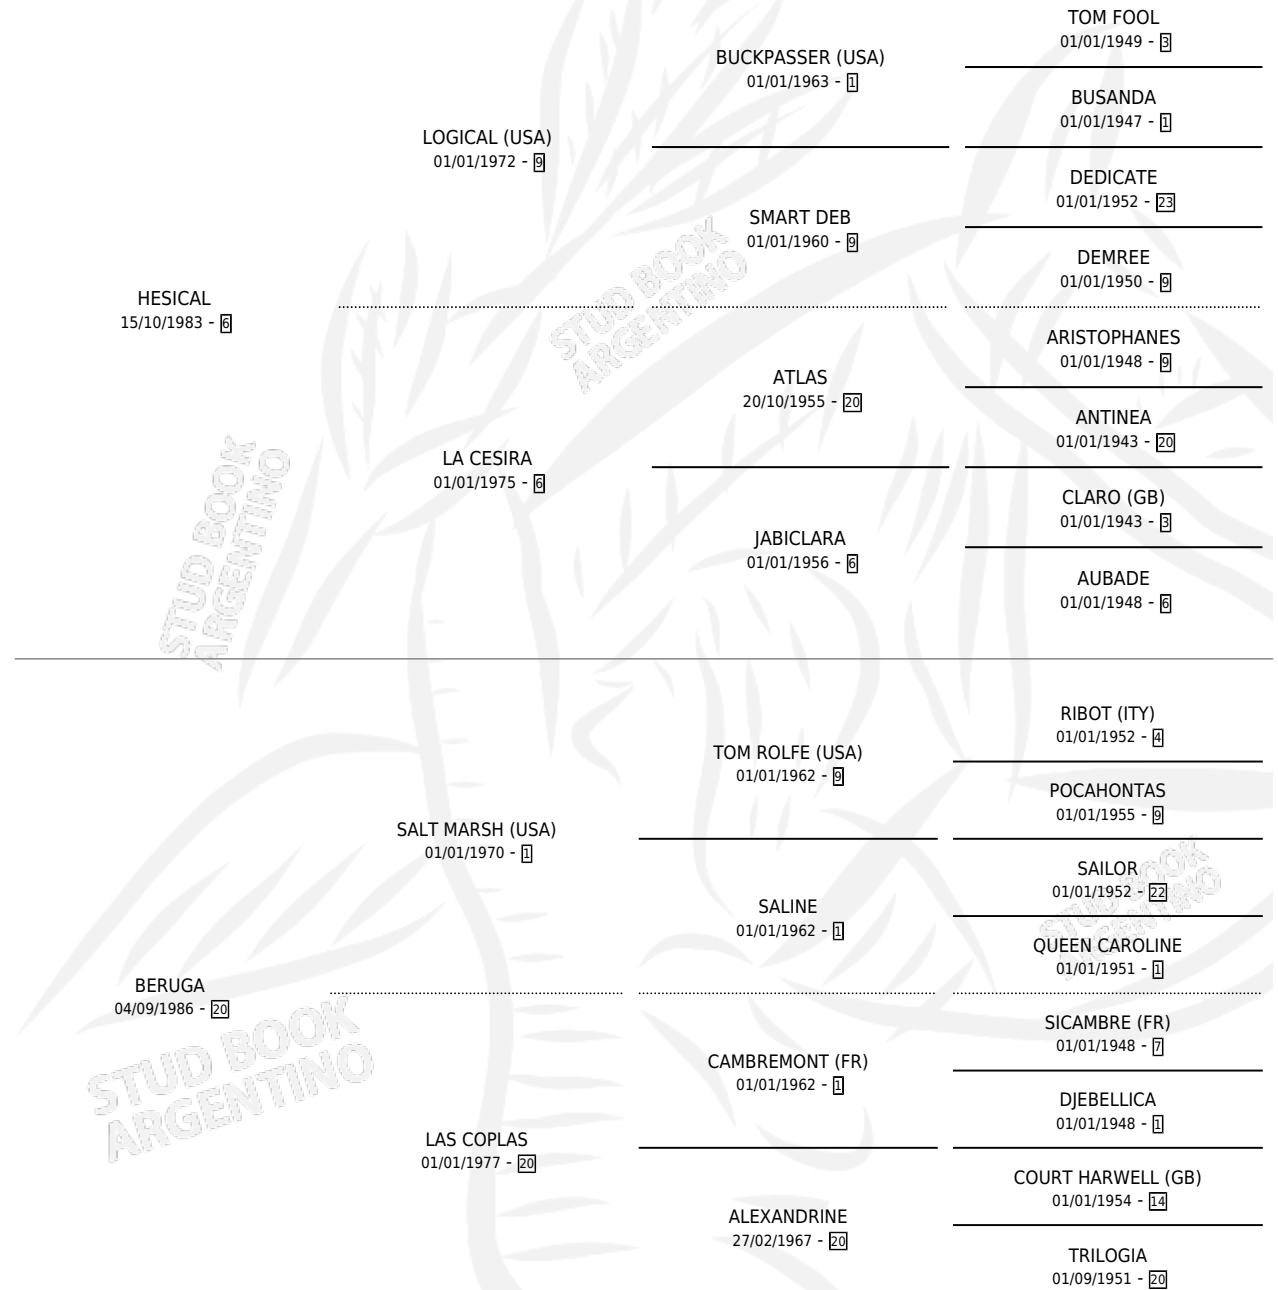 TOM FOOL
01/01/1949 - 3
BUCKPASSER (USA)
01/01/1963 - 1
BUSANDA
01/01/1947 - 1
LOGICAL (USA)
01/01/1972 - 9
DEDICATE
01/01/1952 - 23
SMART DEB
01/01/1960 - 9
DEMREE
01/01/1950 - 9
HESICAL
15/10/1983 - 6
ARISTOPHANES
01/01/1948 - 9
ATLAS
20/10/1955 - 20
ANTINEA
01/01/1943 - 20
LA CESIRA
01/01/1975 - 6
CLARO (GB)
01/01/1943 - 3
JABICLARA
01/01/1956 - 6
AUBADE
01/01/1948 - 6
STUD BOOK
ARGENTINO
STUD BOOK
ARGENTINO
RIBOT (ITY)
01/01/1952 - 4
TOM ROLFE (USA)
01/01/1962 - 9
POCAHONTAS
01/01/1955 - 9
SALT MARSH (USA)
01/01/1970 - 1
SAILOR
01/01/1952 - 22
SALINE
01/01/1962 - 1
QUEEN CAROLINE
01/01/1951 - 1
BERUGA
04/09/1986 - 20
SICAMBRE (FR)
01/01/1948 - 7
CAMBREMONT (FR)
01/01/1962 - 1
DJEBELLICA
01/01/1948 - 1
LAS COPLAS
01/01/1977 - 20
COURT HARWELL (GB)
01/01/1954 - 14
ALEXANDRINE
27/02/1967 - 20
TRILOGIA
01/09/1951 - 20
STUD BOOK
ARGENTINO
STUD BOOK
ARGENTINO